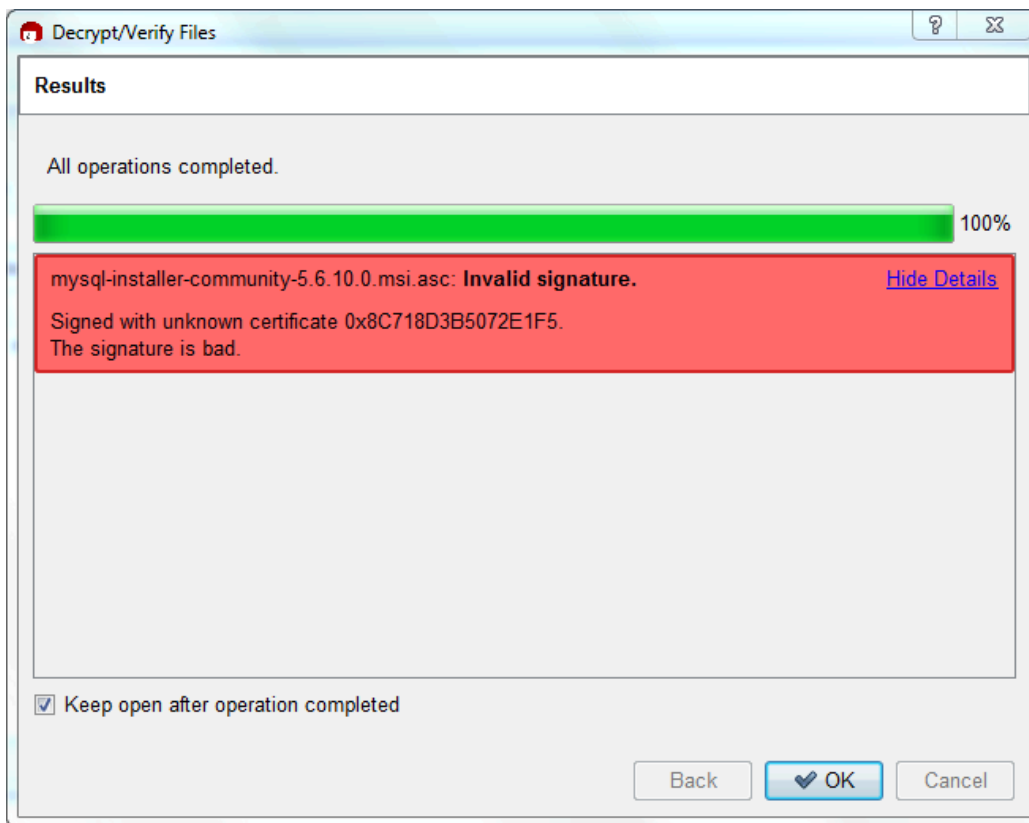 Decrypt/Verify Files
Results
All operations completed.
100%
mysql-installer-community-5.6.10.0.msi.asc: Invalid signature. Hide Details
Signed with unknown certificate 0x8C718D3B5072E1F5.
The signature is bad.
Keep open after operation completed
Back OK Cancel